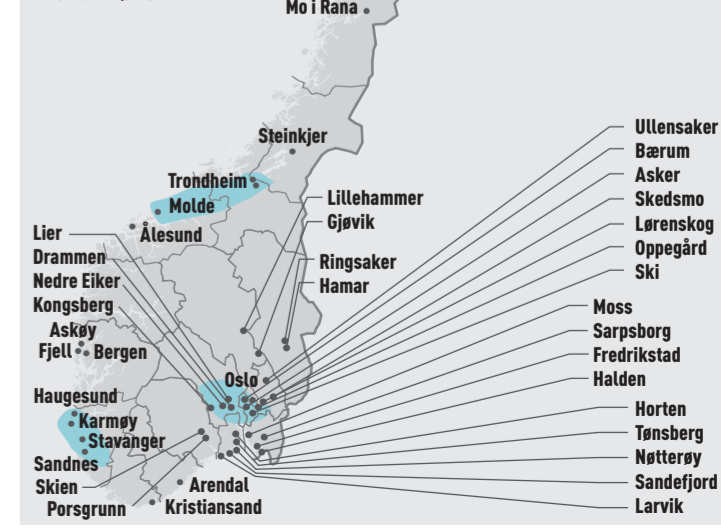 Mo i Rana
Steinkjer
Trondheim
Molde
Ålesund
Lillehammer
Gjøvik
Ringsaker
Hamar
Lier
Drammen
Nedre Eiker
Kongsberg
Askøy
Fjell
Bergen
Oslo
Haugesund
Karmøy
Stavanger
Sandnes
Skien
Porsgrunn
Arendal
Kristiansand
Ullensaker
Bærum
Asker
Skedsmo
Lørenskog
Oppegård
Ski
Moss
Sarpsborg
Fredrikstad
Halden
Horten
Tønsberg
Nøtterøy
Sandefjord
Larvik